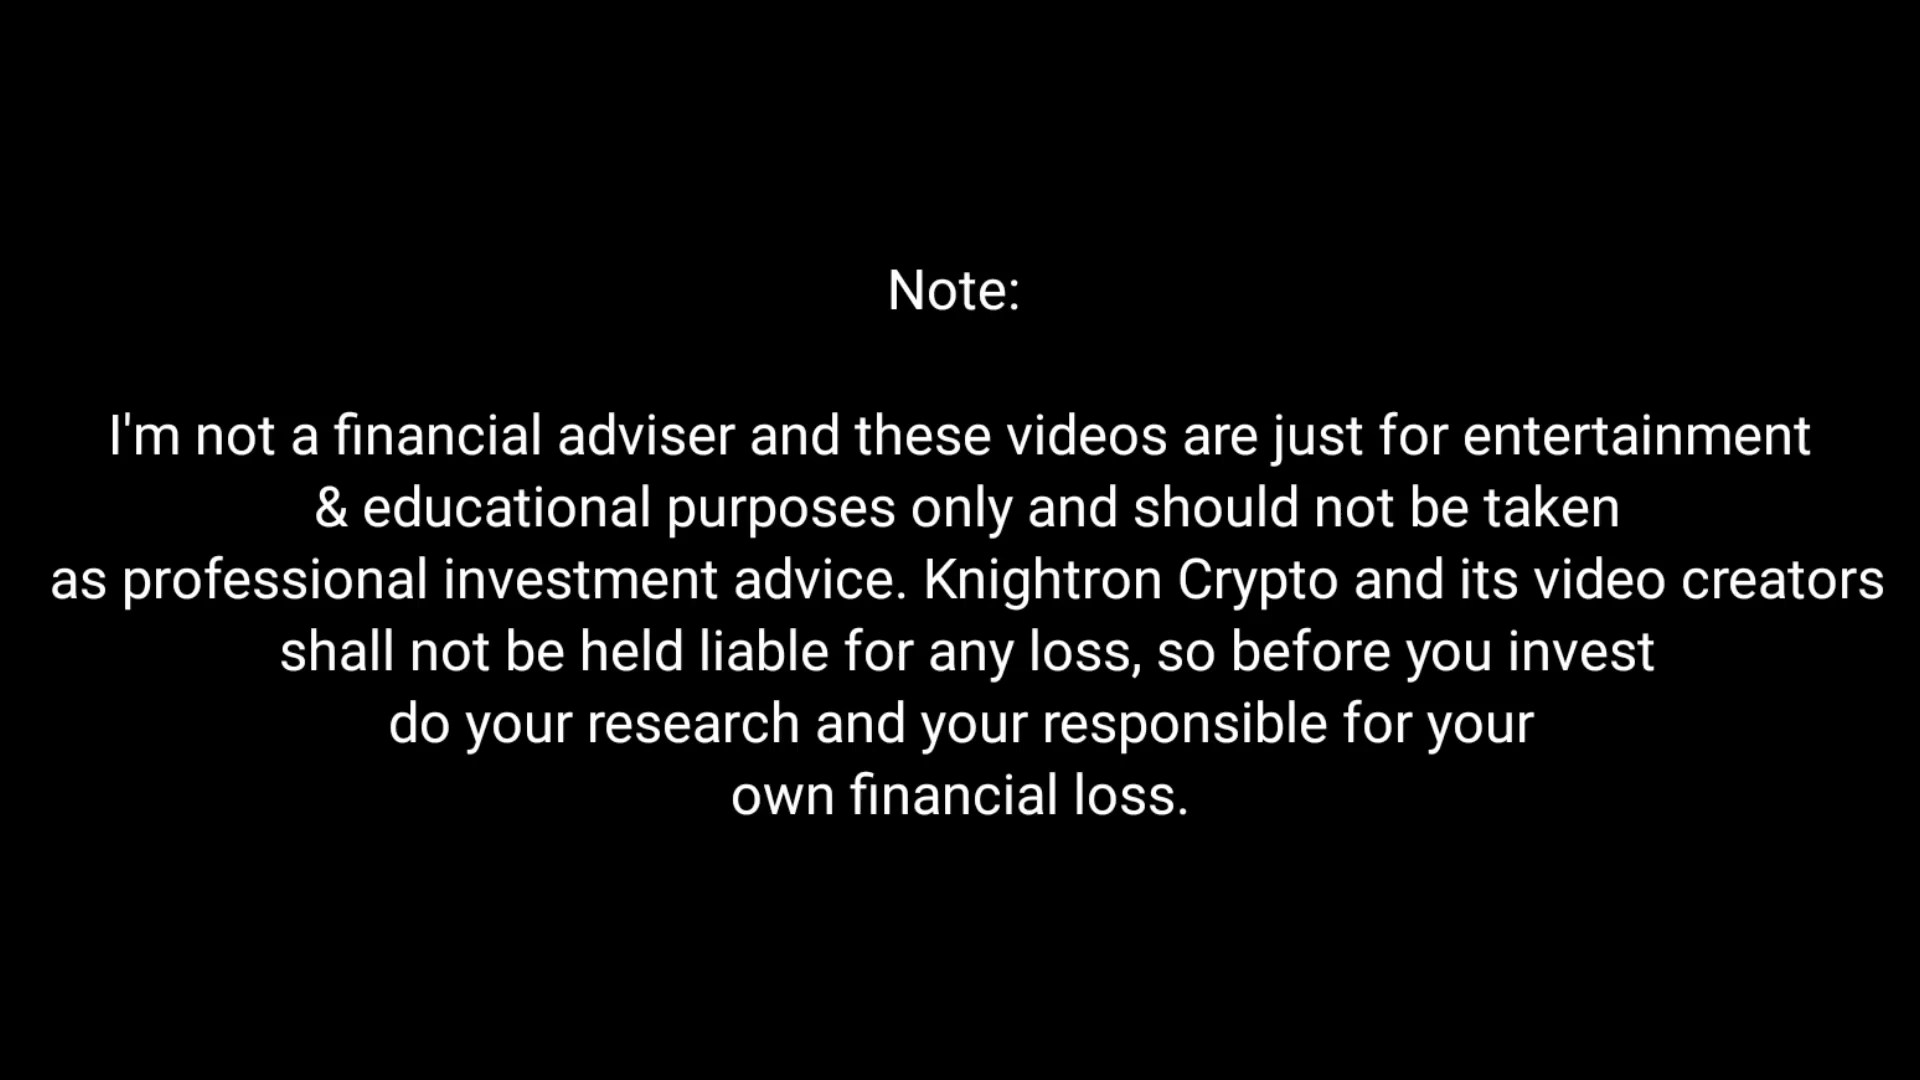 Note:
I'm not a financial adviser and these videos are just for entertainment
& educational purposes only and should not be taken
as professional investment advice. Knightron Crypto and its video creators
shall not be held liable for any loss, so before you invest
do your research and your responsible for your
own financial loss.